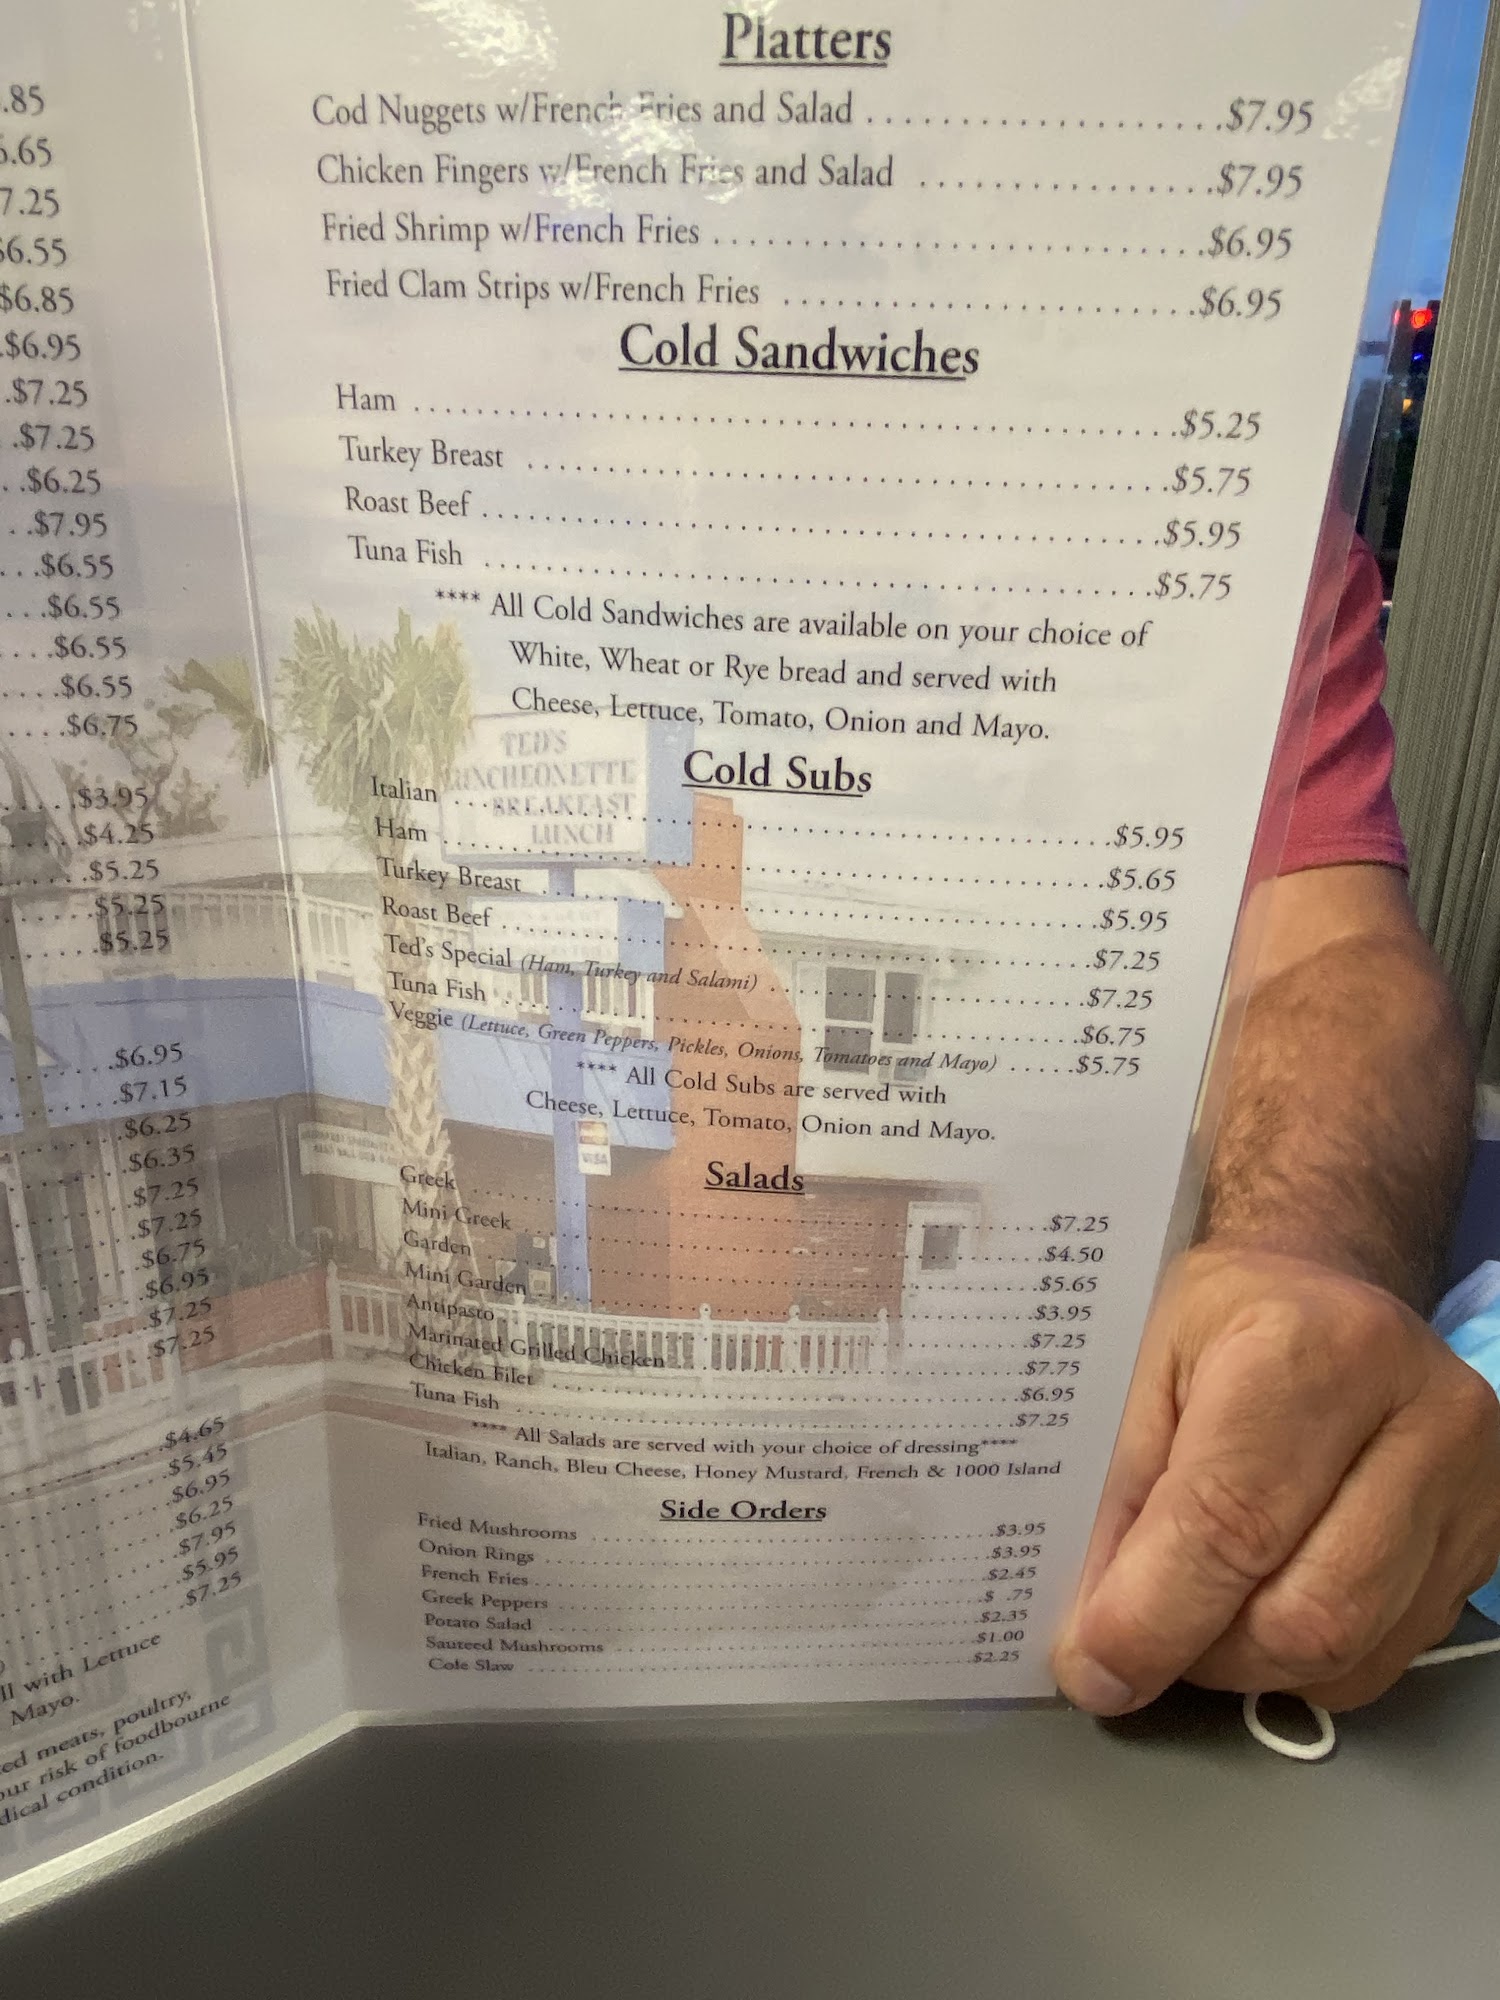 .85
6.65
7.25
$6.55
$6.85
.$6.95
.$7.25
. .$7.25
. .$6.25
. .$7.95
. . .$6.55
. . .$6.55
. . . .$6.55
. . . .$6.55
. . . .$6.75
. . . . .$3.95
. . . . .$4.25
. . . . . .$5.25
. . . . . .$5.25
. . . . . .$5.25
. . . . . . .$6.95
. . . . . . .$7.15
. . . . . . .$6.25
. . . . . . .$6.35
. . . . . . .$7.25
. . . . . . .$7.25
. . . . . . .$6.75
. . . . . . .$6.95
. . . . . . .$7.25
. . . . . . .$7.25
. . . . . . .$4.65
. . . . . . .$5.45
. . . . . . .$6.95
. . . . . . .$6.25
. . . . . . .$7.95
. . . . . . .$5.95
. . . . . . .$7.25
ll with Lettuce
Mayo.
ed meats, poultry,
our risk of foodbourne
dical condition.
Platters
Cod Nuggets w/French Fries and Salad . . . . . . . . . . . . . . . . . . .$7.95
Chicken Fingers w/French Fries and Salad . . . . . . . . . . . . . . . .$7.95
Fried Shrimp w/French Fries . . . . . . . . . . . . . . . . . . . . . . . . . . .$6.95
Fried Clam Strips w/French Fries . . . . . . . . . . . . . . . . . . . . . . .$6.95
Cold Sandwiches
Ham . . . . . . . . . . . . . . . . . . . . . . . . . . . . . . . . . . . . . . . .$5.25
Turkey Breast . . . . . . . . . . . . . . . . . . . . . . . . . . . . . . . . . .$5.75
Roast Beef . . . . . . . . . . . . . . . . . . . . . . . . . . . . . . . . . . . .$5.95
Tuna Fish . . . . . . . . . . . . . . . . . . . . . . . . . . . . . . . . . . . .$5.75
**** All Cold Sandwiches are available on your choice of
White, Wheat or Rye bread and served with
Cheese, Lettuce, Tomato, Onion and Mayo.
TED'S
LUNCHEONETTE
BREAKFAST
LUNCH
Cold Subs
Italian . . . . . . . . . . . . . . . . . . . . . . . . . . . . . . . . . . . . . .$5.95
Ham . . . . . . . . . . . . . . . . . . . . . . . . . . . . . . . . . . . . . . .$5.65
Turkey Breast . . . . . . . . . . . . . . . . . . . . . . . . . . . . . . . . .$5.95
Roast Beef . . . . . . . . . . . . . . . . . . . . . . . . . . . . . . . . . . .$7.25
Ted's Special (Ham, Turkey and Salami) . . . . . . . . . . . . . . . . .$7.25
Tuna Fish . . . . . . . . . . . . . . . . . . . . . . . . . . . . . . . . . . .$6.75
Veggie (Lettuce, Green Peppers, Pickles, Onions, Tomatoes and Mayo) . . . . .$5.75
**** All Cold Subs are served with
Cheese, Lettuce, Tomato, Onion and Mayo.
VISA
Salads
Greek . . . . . . . . . . . . . . . . . . . . . . . . . . . . . . . . . . . . .$7.25
Mini Greek . . . . . . . . . . . . . . . . . . . . . . . . . . . . . . . . . .$4.50
Garden . . . . . . . . . . . . . . . . . . . . . . . . . . . . . . . . . . . .$5.65
Mini Garden . . . . . . . . . . . . . . . . . . . . . . . . . . . . . . . . .$3.95
Antipasto . . . . . . . . . . . . . . . . . . . . . . . . . . . . . . . . . . .$7.25
Marinated Grilled Chicken . . . . . . . . . . . . . . . . . . . . . . . . .$7.75
Chicken Filet . . . . . . . . . . . . . . . . . . . . . . . . . . . . . . . . .$6.95
Tuna Fish . . . . . . . . . . . . . . . . . . . . . . . . . . . . . . . . . . .$7.25
**** All Salads are served with your choice of dressing****
Italian, Ranch, Bleu Cheese, Honey Mustard, French & 1000 Island
Side Orders
Fried Mushrooms . . . . . . . . . . . . . . . . . . . . . . . . . . . . . .$3.95
Onion Rings . . . . . . . . . . . . . . . . . . . . . . . . . . . . . . . . .$3.95
French Fries . . . . . . . . . . . . . . . . . . . . . . . . . . . . . . . . .$2.45
Greek Peppers . . . . . . . . . . . . . . . . . . . . . . . . . . . . . . . .$ .75
Potato Salad . . . . . . . . . . . . . . . . . . . . . . . . . . . . . . . . .$2.35
Sauteed Mushrooms . . . . . . . . . . . . . . . . . . . . . . . . . . . .$1.00
Cole Slaw . . . . . . . . . . . . . . . . . . . . . . . . . . . . . . . . . . .$2.25